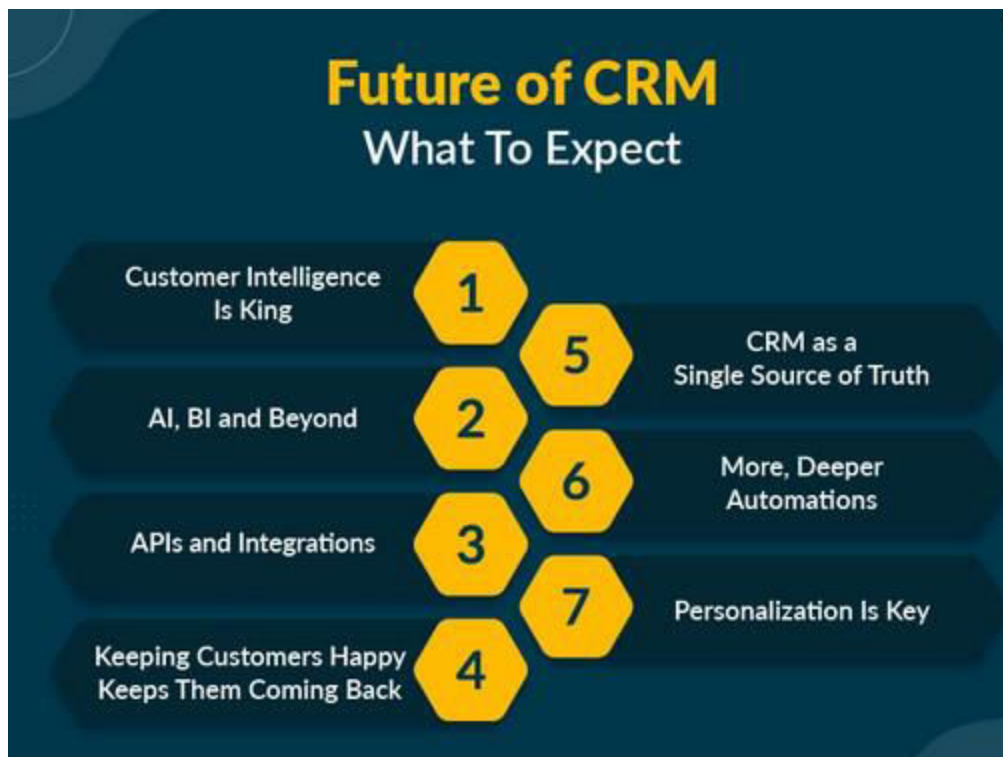 Future of CRM
What To Expect
Customer Intelligence
Is King
1
AI, BI and Beyond
2
APIs and Integrations
3
Keeping Customers Happy
Keeps Them Coming Back
4
5
CRM as a
Single Source of Truth
6
More, Deeper
Automations
7
Personalization Is Key